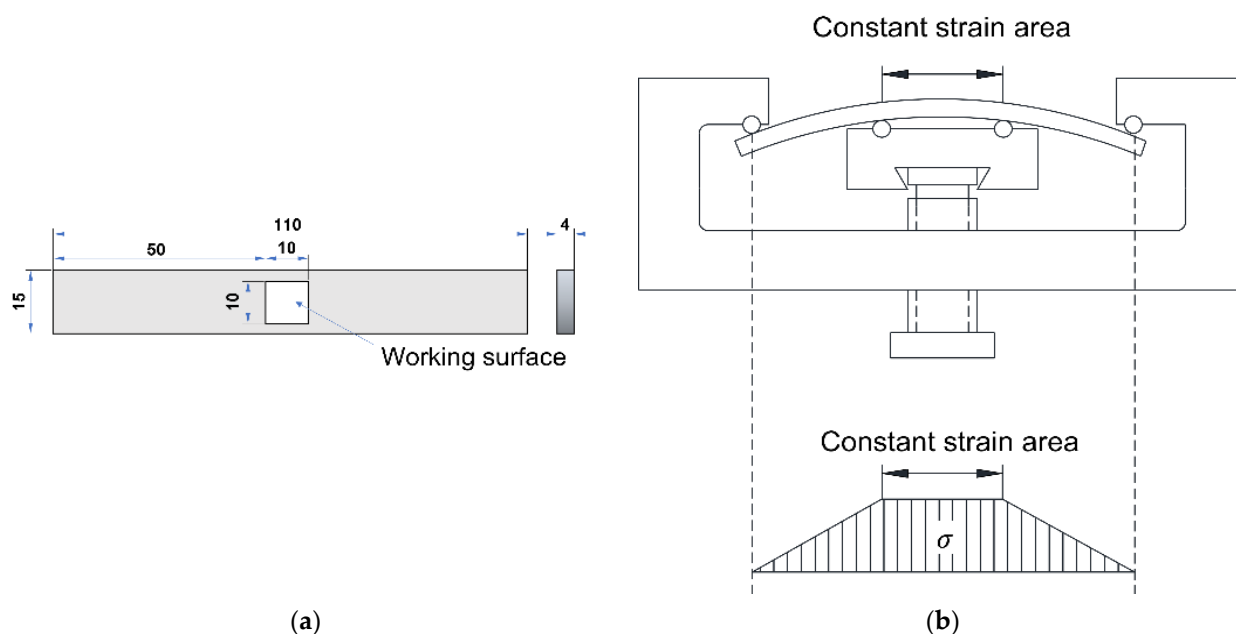 110
50
10
4
15
10
Working surface
(a)
Constant strain area
Constant strain area
σ
(b)